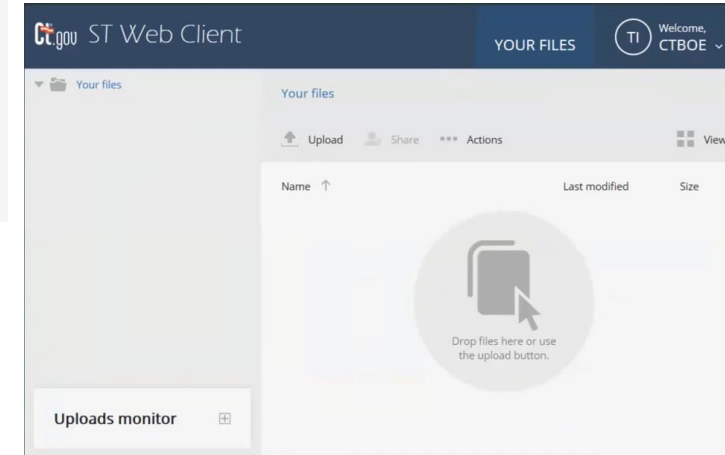 Ct.gov ST Web Client
YOUR FILES
TI
Welcome,
CTBOE
Your files
Your files
Upload
Share
Actions
View
Name
Last modified
Size
Drop files here or use
the upload button.
Uploads monitor